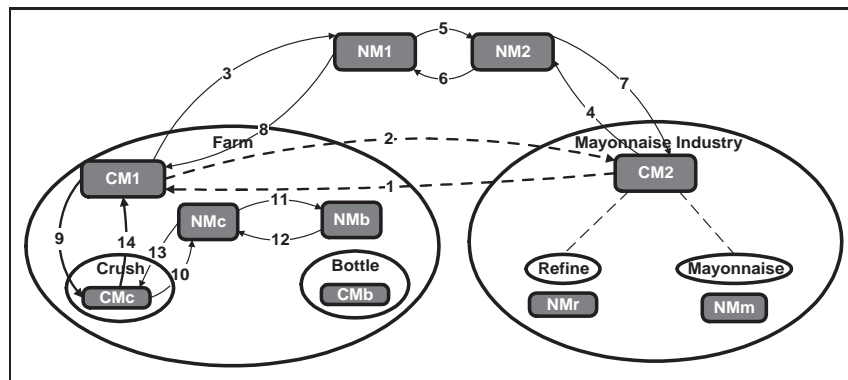 5
NM1
NM2
3
6
7
8
4
Farm
2
Mayonnaise Industry
CM1
CM2
1
11
NMc
NMb
9
14
13
12
Crush
10
Bottle
Refine
Mayonnaise
CMc
CMb
NMr
NMm